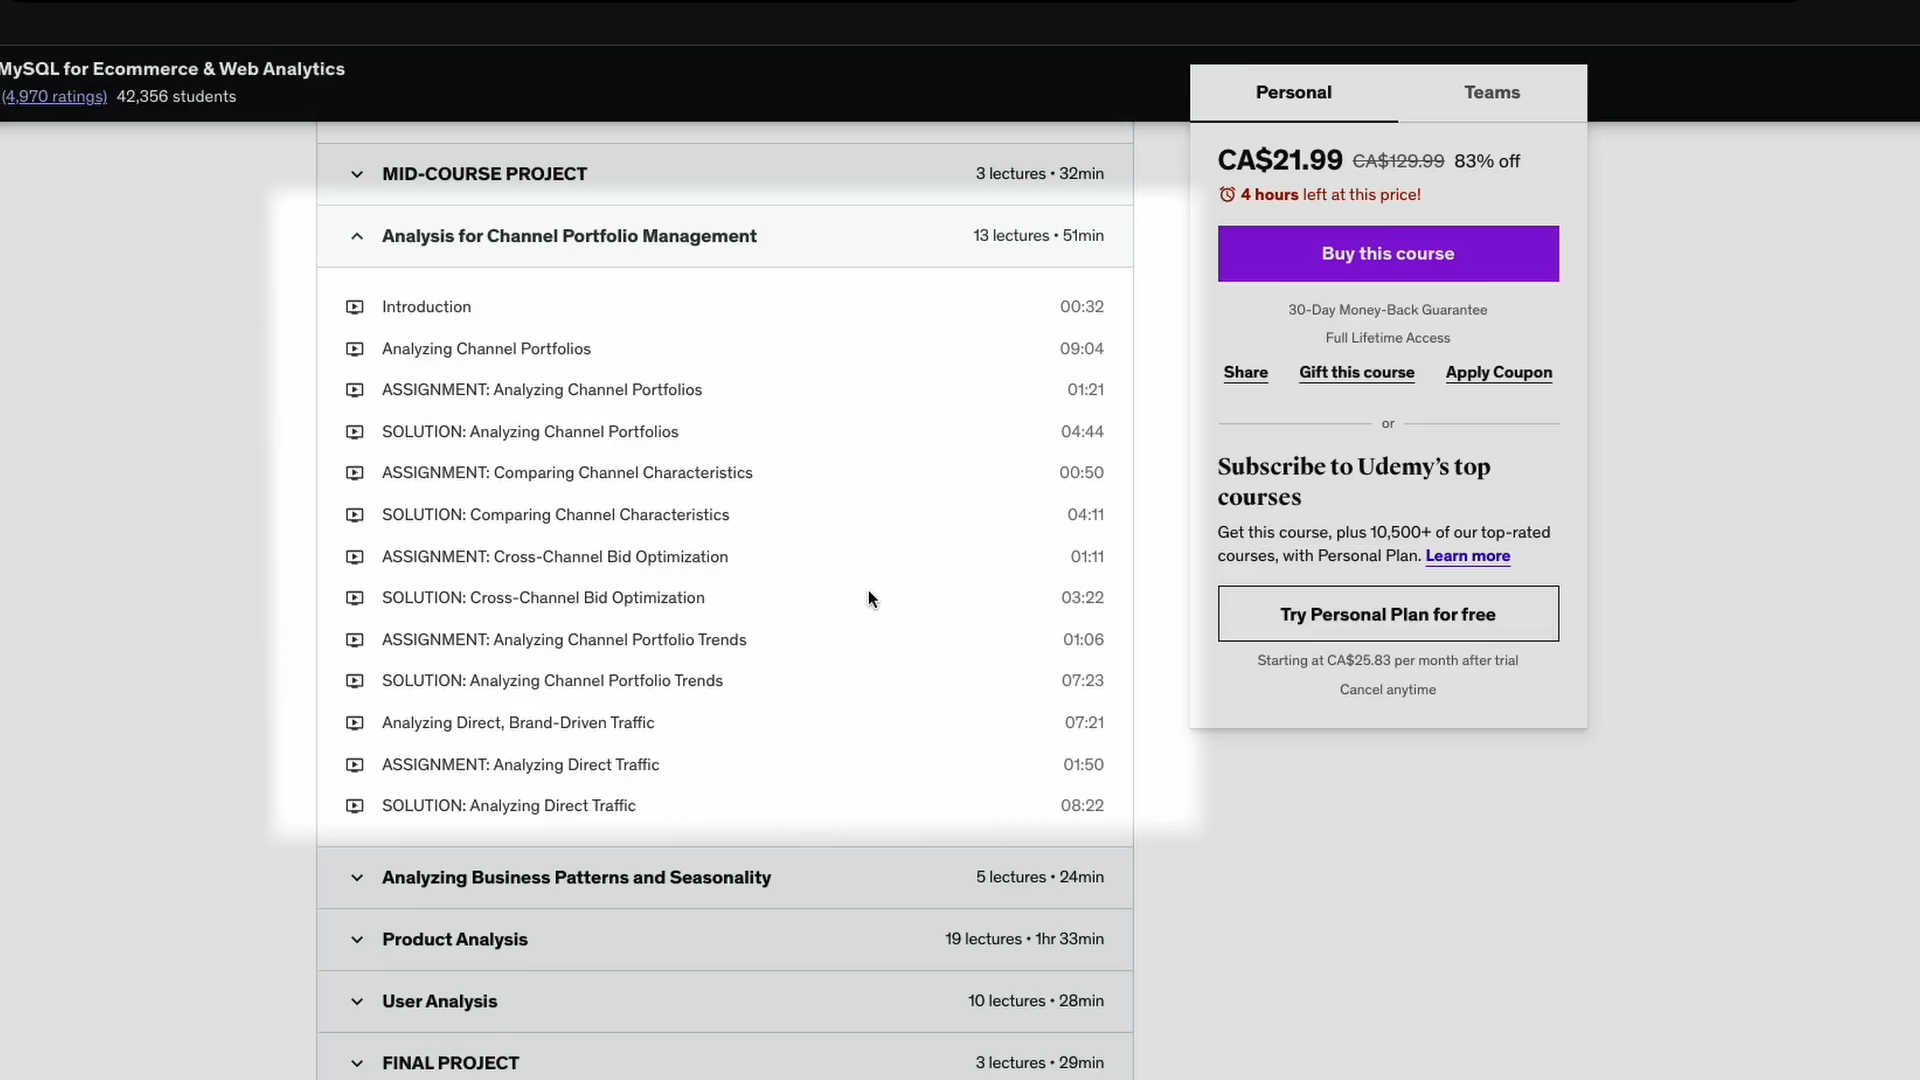 MySQL for Ecommerce & Web Analytics
(4,970 ratings) 42,356 students
MID-COURSE PROJECT 3 lectures • 32min
Analysis for Channel Portfolio Management 13 lectures • 51min
Introduction 00:32
Analyzing Channel Portfolios 09:04
ASSIGNMENT: Analyzing Channel Portfolios 01:21
SOLUTION: Analyzing Channel Portfolios 04:44
ASSIGNMENT: Comparing Channel Characteristics 00:50
SOLUTION: Comparing Channel Characteristics 04:11
ASSIGNMENT: Cross-Channel Bid Optimization 01:11
SOLUTION: Cross-Channel Bid Optimization 03:22
ASSIGNMENT: Analyzing Channel Portfolio Trends 01:06
SOLUTION: Analyzing Channel Portfolio Trends 07:23
Analyzing Direct, Brand-Driven Traffic 07:21
ASSIGNMENT: Analyzing Direct Traffic 01:50
SOLUTION: Analyzing Direct Traffic 08:22
Analyzing Business Patterns and Seasonality 5 lectures • 24min
Product Analysis 19 lectures • 1hr 33min
User Analysis 10 lectures • 28min
FINAL PROJECT 3 lectures • 29min
Personal Teams
CA$21.99 CA$129.99 83% off
4 hours left at this price!
Buy this course
30-Day Money-Back Guarantee
Full Lifetime Access
Share Gift this course Apply Coupon
or
Subscribe to Udemy’s top
courses
Get this course, plus 10,500+ of our top-rated
courses, with Personal Plan. Learn more
Try Personal Plan for free
Starting at CA$25.83 per month after trial
Cancel anytime